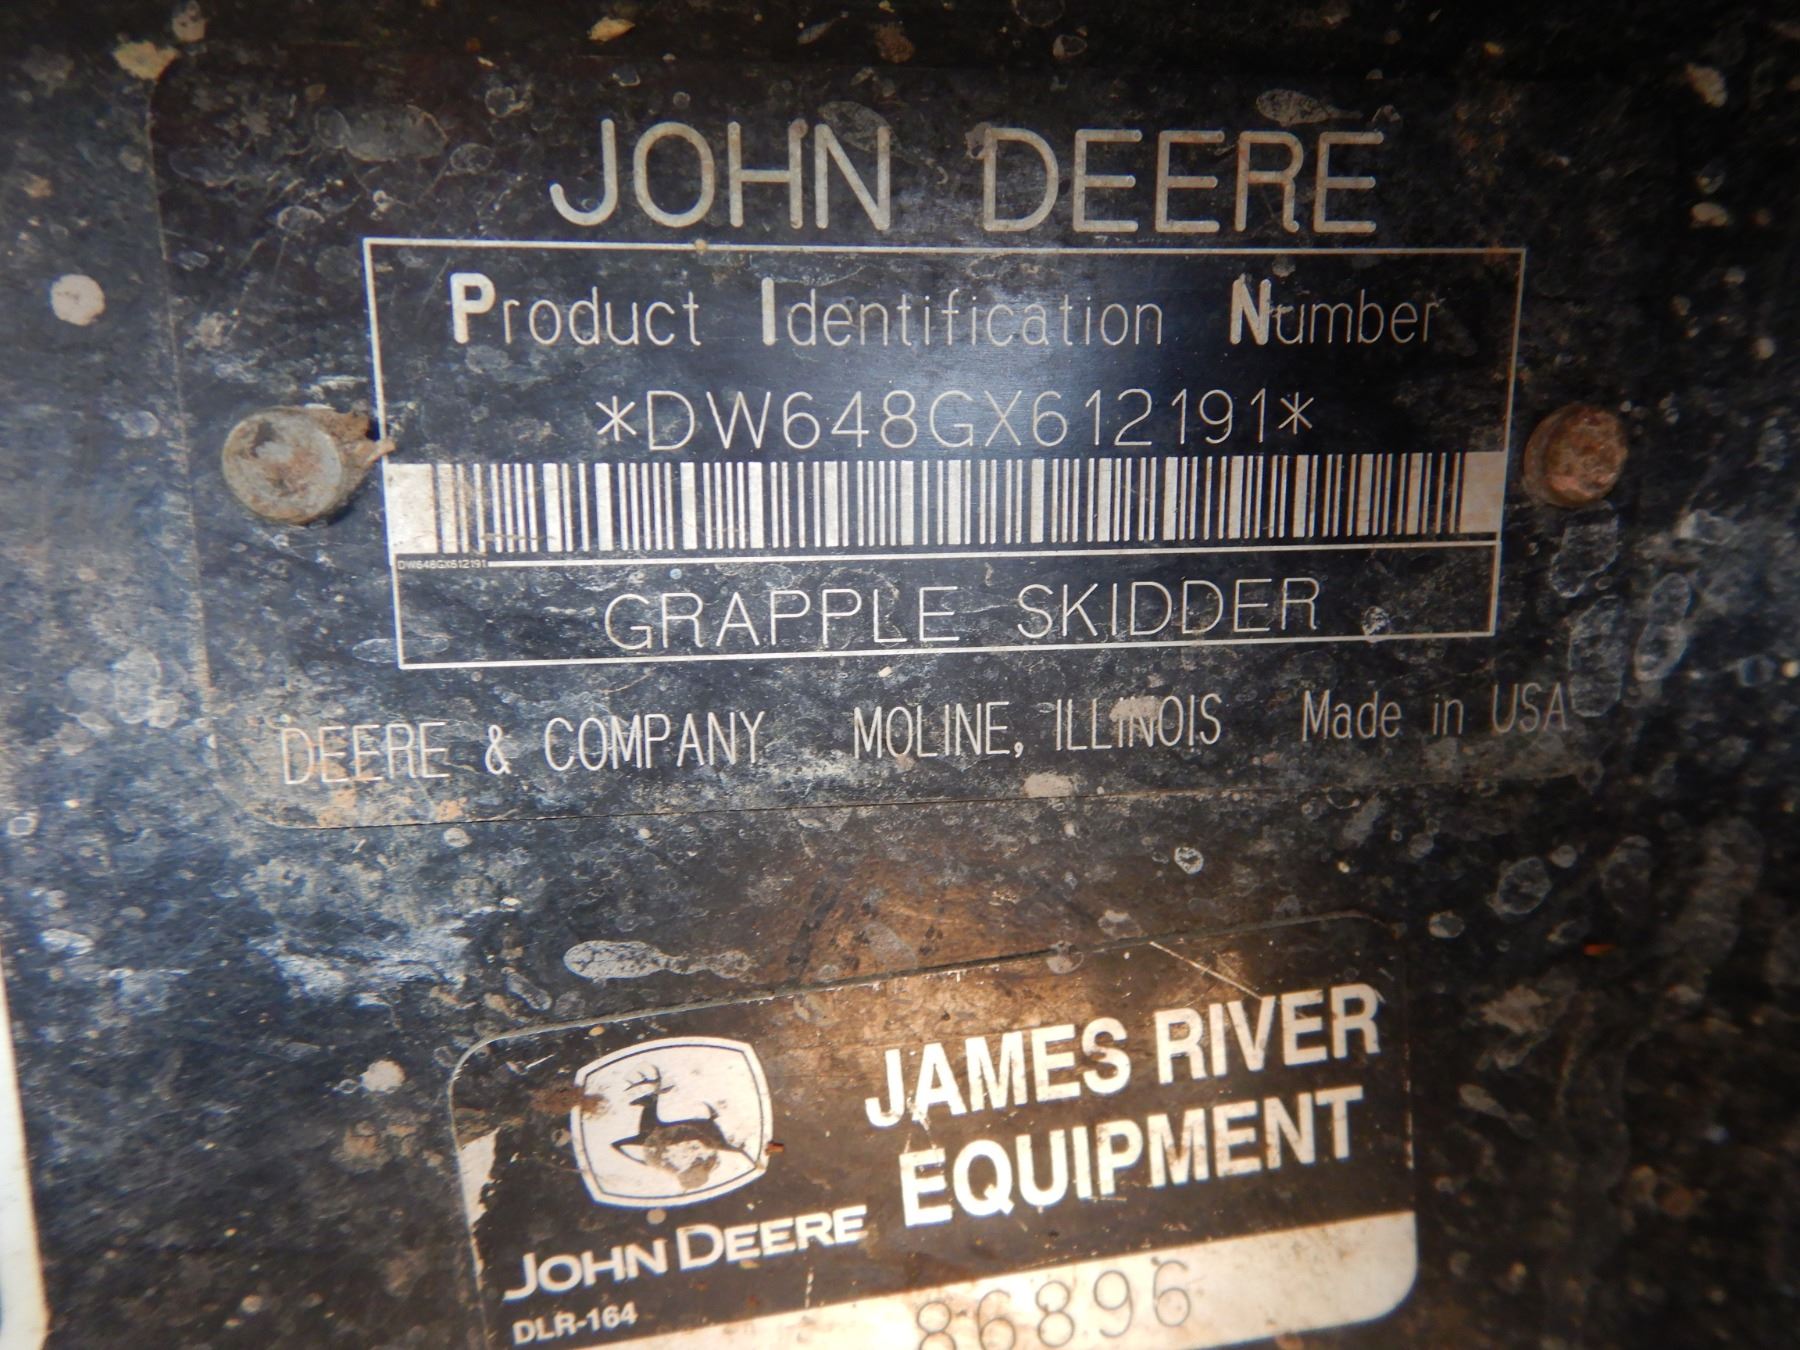 JOHN DEERE
Product Identification Number
*DW648GX612191*
DW648GX612191
GRAPPLE SKIDDER
DEERE & COMPANY MOLINE, ILLINOIS Made in USA
JAMES RIVER
EQUIPMENT
JOHN DEERE
DLR-164
86896